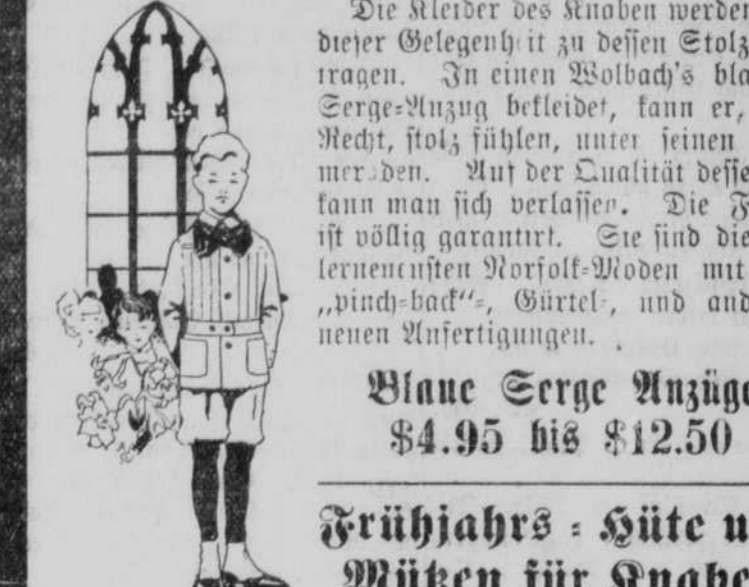 Die Kleider des Knaben werden
dieser Gelegenheit zu dessen Stolz
tragen. In einen Wolbach's bla
Serge-Anzug bekleidet, kann er,
Recht, stolz fühlen, unter seinen
den. Auf der Qualität desse
kann man sich verlassen. Die F
ist völlig garantirt. Sie sind die
lerneuensten Norfolk-Moden mit
„pinch-back"-, Gürtel-, und and
neuen Anfertigungen.
Blaue Serge Anzüge
$4.95 bis $12.50
Frühjahrs - Hüte u
Mützen für Knabe